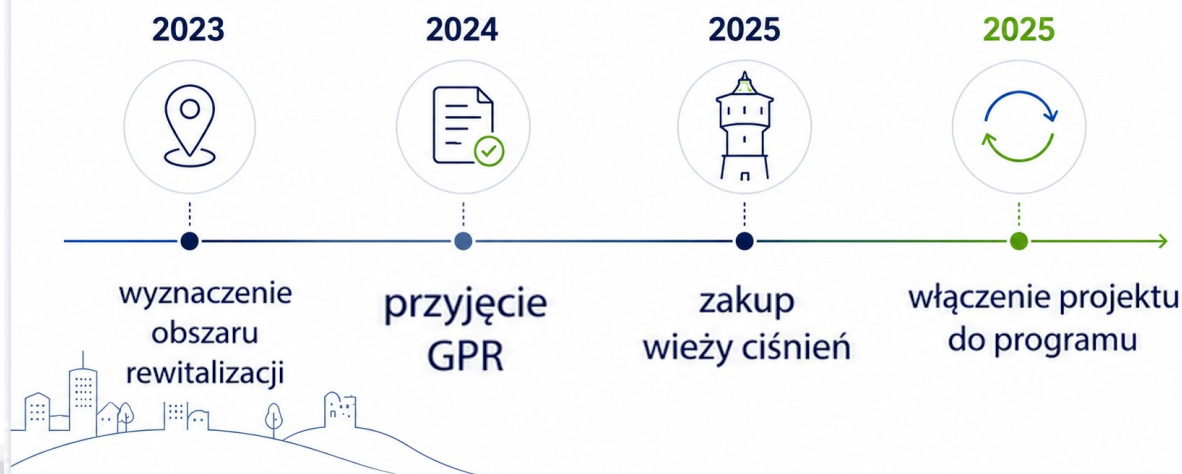 2023
2024
2025
2025
wyznaczenie
obszaru
rewitalizacji
przyjęcie
GPR
zakup
wieży ciśnień
włączenie projektu
do programu